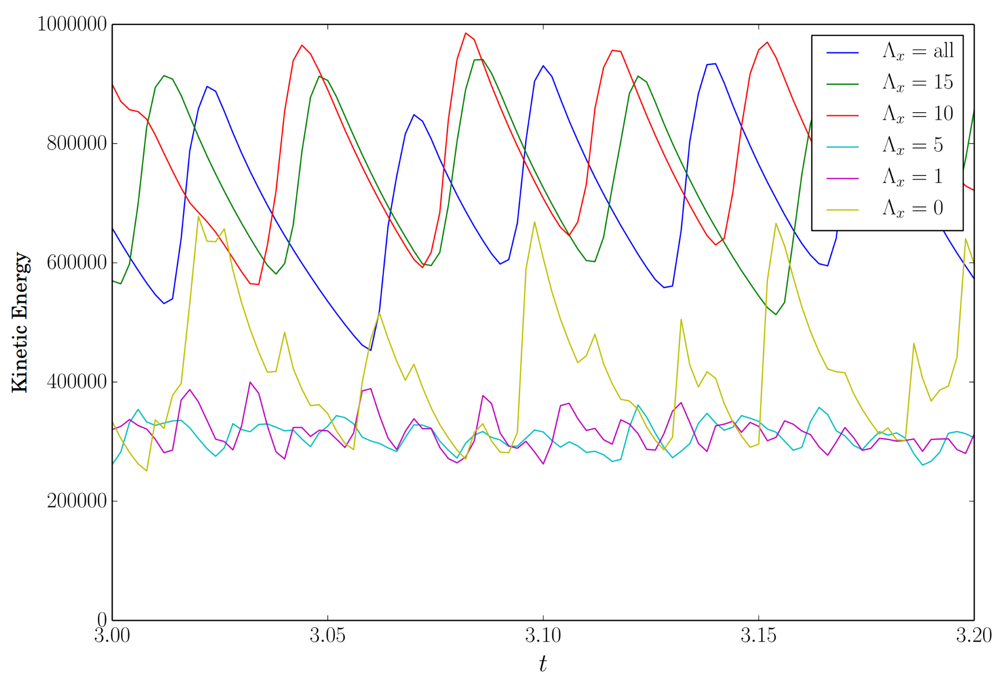 1000000
800000
600000
400000
200000
0
Kinetic Energy
3.00 3.05 3.10 3.15 3.20
t
Λx = all
Λx = 15
Λx = 10
Λx = 5
Λx = 1
Λx = 0